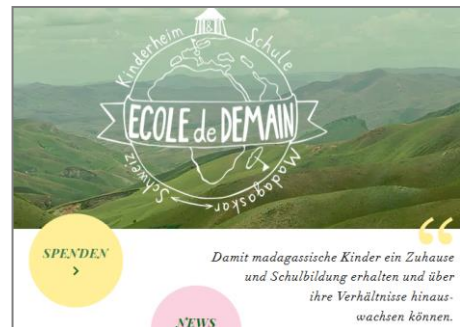 Kinderheim Schule
ECOLE de DEMAIN
Schweiz Madagaskar
SPENDEN
“
Damit madagassische Kinder ein Zuhause
und Schulbildung erhalten und über
ihre Verhältnisse hinaus-
wachsen können.
NEWS